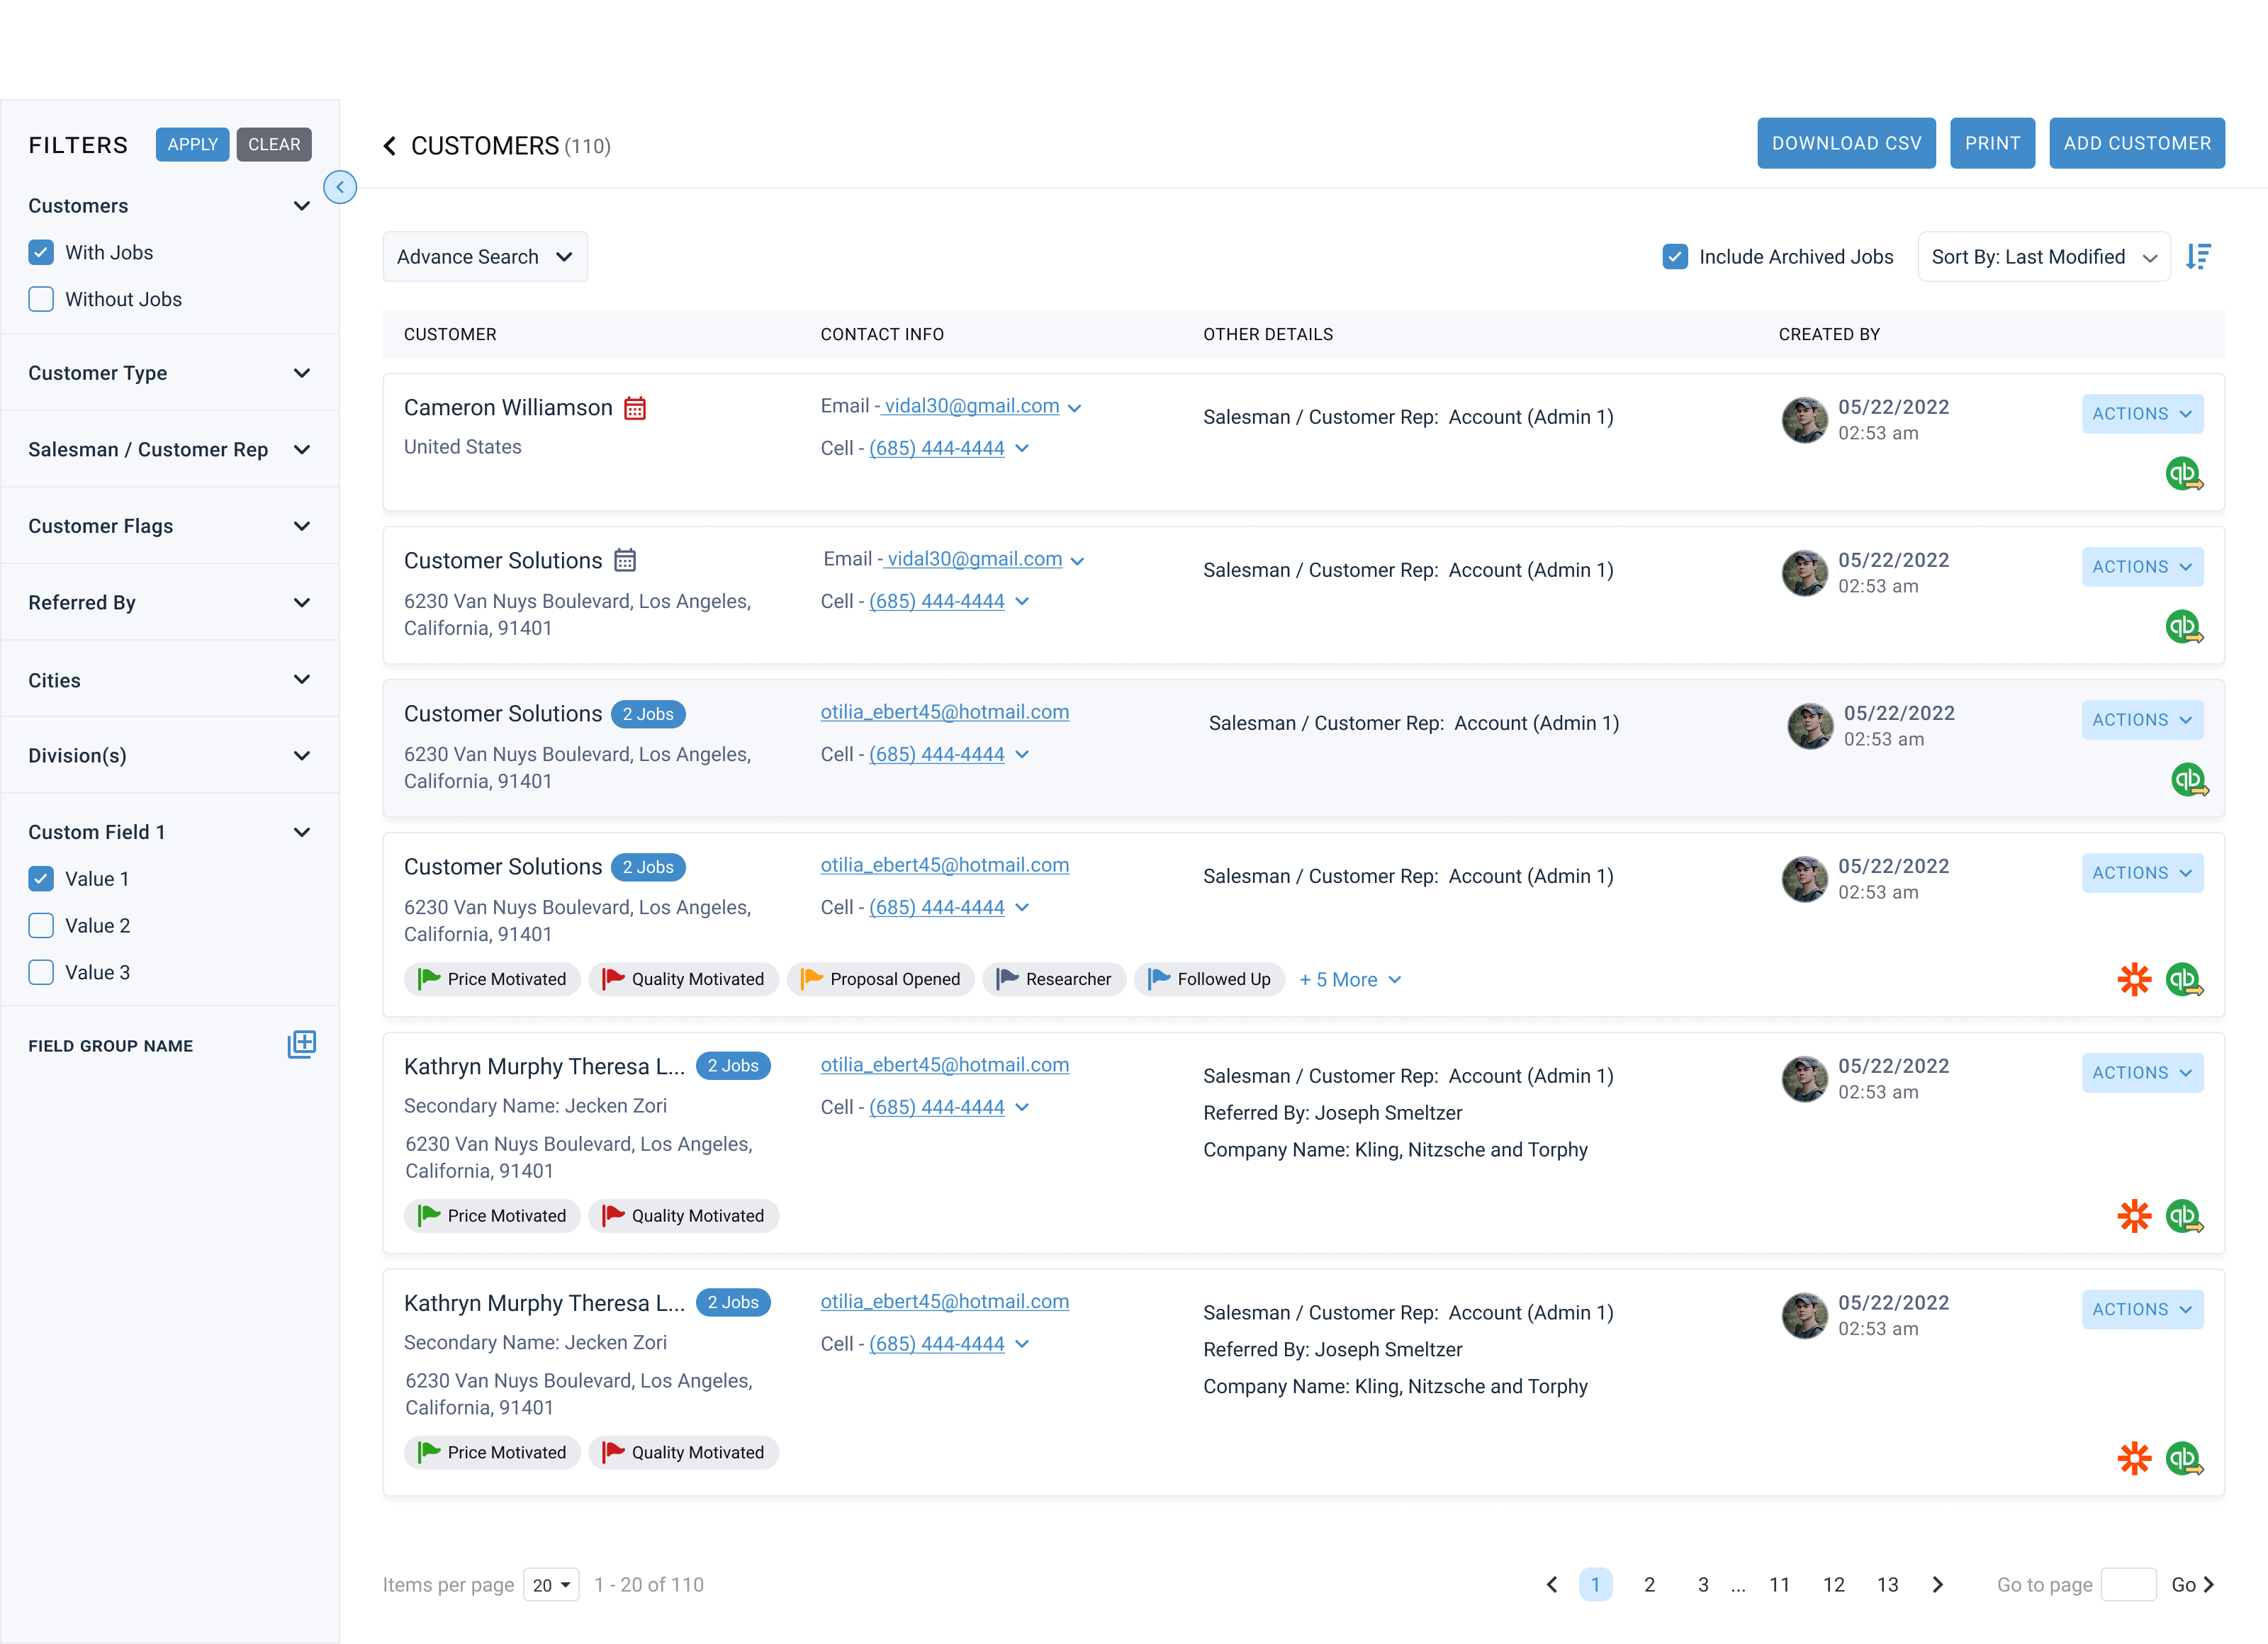 FILTERS
APPLY
CLEAR
Customers
With Jobs
Without Jobs
Customer Type
Salesman / Customer Rep
Customer Flags
Referred By
Cities
Division(s)
Custom Field 1
Value 1
Value 2
Value 3
FIELD GROUP NAME
CUSTOMERS (110)
DOWNLOAD CSV
PRINT
ADD CUSTOMER
Advance Search
Include Archived Jobs
Sort By: Last Modified
CUSTOMER
CONTACT INFO
OTHER DETAILS
CREATED BY
Cameron Williamson
United States
Email - vidal30@gmail.com
Cell - (685) 444-4444
Salesman / Customer Rep: Account (Admin 1)
05/22/2022
02:53 am
ACTIONS
qb
Customer Solutions
6230 Van Nuys Boulevard, Los Angeles,
California, 91401
Email - vidal30@gmail.com
Cell - (685) 444-4444
Salesman / Customer Rep: Account (Admin 1)
05/22/2022
02:53 am
ACTIONS
qb
Customer Solutions
2 Jobs
6230 Van Nuys Boulevard, Los Angeles,
California, 91401
otilia_ebert45@hotmail.com
Cell - (685) 444-4444
Salesman / Customer Rep: Account (Admin 1)
05/22/2022
02:53 am
ACTIONS
qb
Customer Solutions
2 Jobs
6230 Van Nuys Boulevard, Los Angeles,
California, 91401
otilia_ebert45@hotmail.com
Cell - (685) 444-4444
Salesman / Customer Rep: Account (Admin 1)
05/22/2022
02:53 am
ACTIONS
Price Motivated
Quality Motivated
Proposal Opened
Researcher
Followed Up
+ 5 More
qb
Kathryn Murphy Theresa L...
2 Jobs
Secondary Name: Jecken Zori
6230 Van Nuys Boulevard, Los Angeles,
California, 91401
otilia_ebert45@hotmail.com
Cell - (685) 444-4444
Salesman / Customer Rep: Account (Admin 1)
Referred By: Joseph Smeltzer
Company Name: Kling, Nitzsche and Torphy
05/22/2022
02:53 am
ACTIONS
Price Motivated
Quality Motivated
qb
Kathryn Murphy Theresa L...
2 Jobs
Secondary Name: Jecken Zori
6230 Van Nuys Boulevard, Los Angeles,
California, 91401
otilia_ebert45@hotmail.com
Cell - (685) 444-4444
Salesman / Customer Rep: Account (Admin 1)
Referred By: Joseph Smeltzer
Company Name: Kling, Nitzsche and Torphy
05/22/2022
02:53 am
ACTIONS
Price Motivated
Quality Motivated
qb
Items per page 20 1 - 20 of 110
1 2 3 ... 11 12 13
Go to page
Go